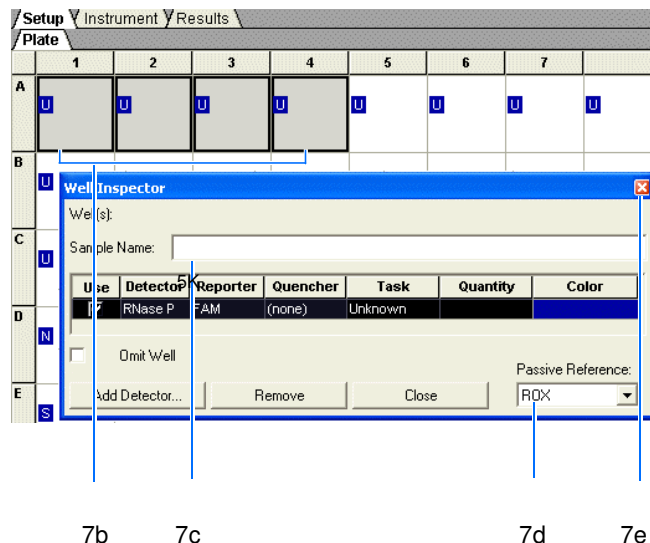 Setup Instrument Results
Plate
1 2 3 4 5 6 7
A
U U U U U U U U
B
U
Well Inspector
Well(s):
C
U
Sample Name:
5K
Use Detector Reporter Quencher Task Quantity Color
RNase P FAM (none) Unknown
D
N
Omit Well
Passive Reference:
E
S
Add Detector... Remove Close ROX
7b 7c 7d 7e